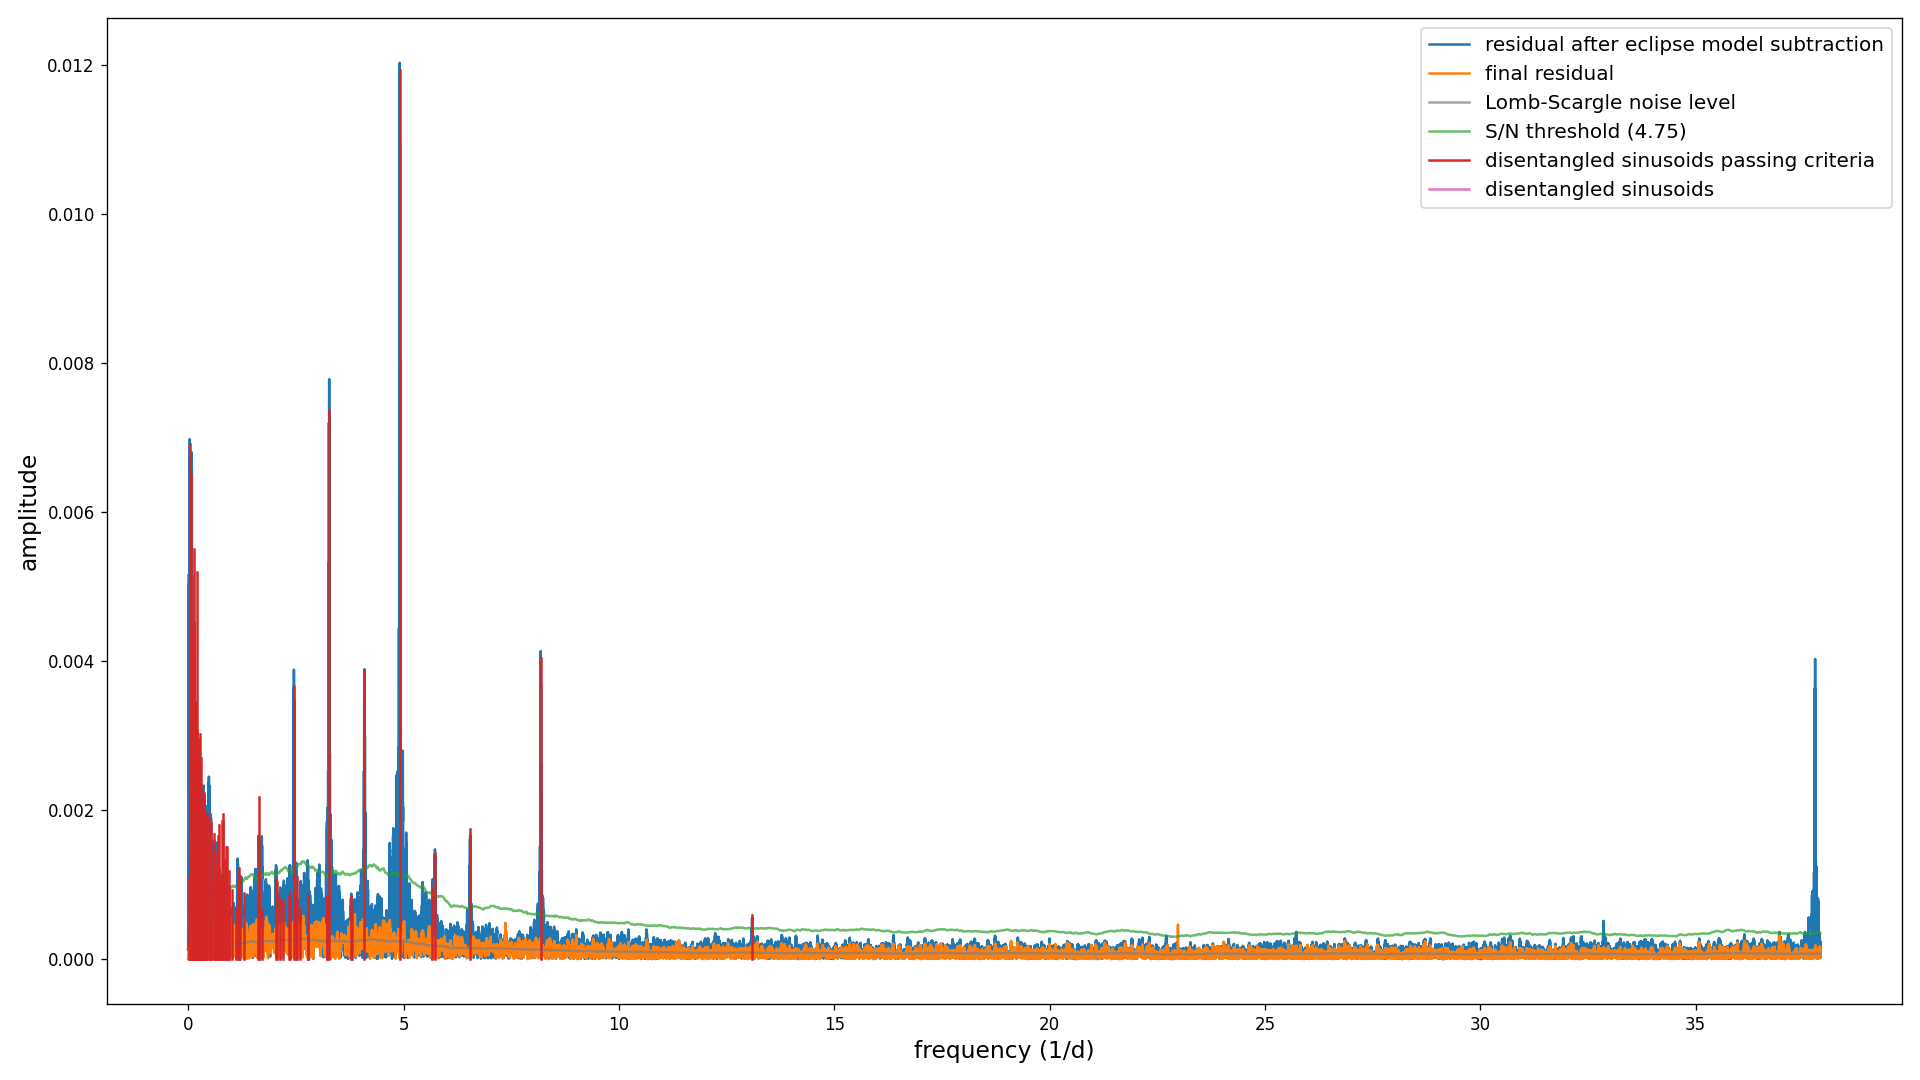 residual after eclipse model subtraction
final residual
Lomb-Scargle noise level
S/N threshold (4.75)
disentangled sinusoids passing criteria
disentangled sinusoids
0.012
0.010
0.008
0.006
0.004
0.002
0.000
amplitude
0 5 10 15 20 25 30 35
frequency (1/d)